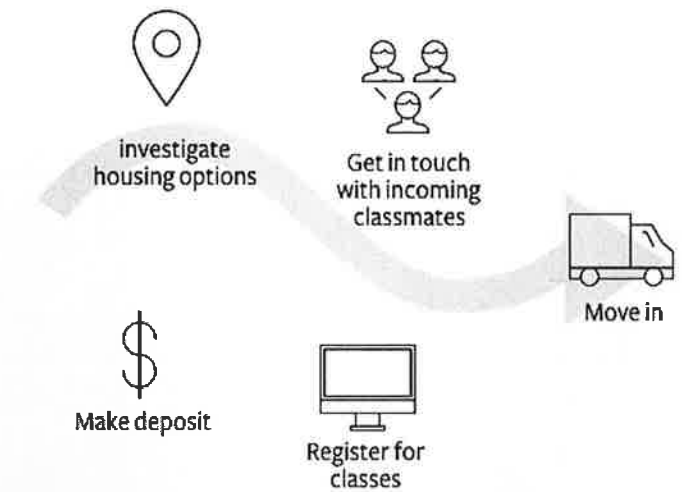 investigate
housing options
Get in touch
with incoming
classmates
Move in
Make deposit
Register for
classes